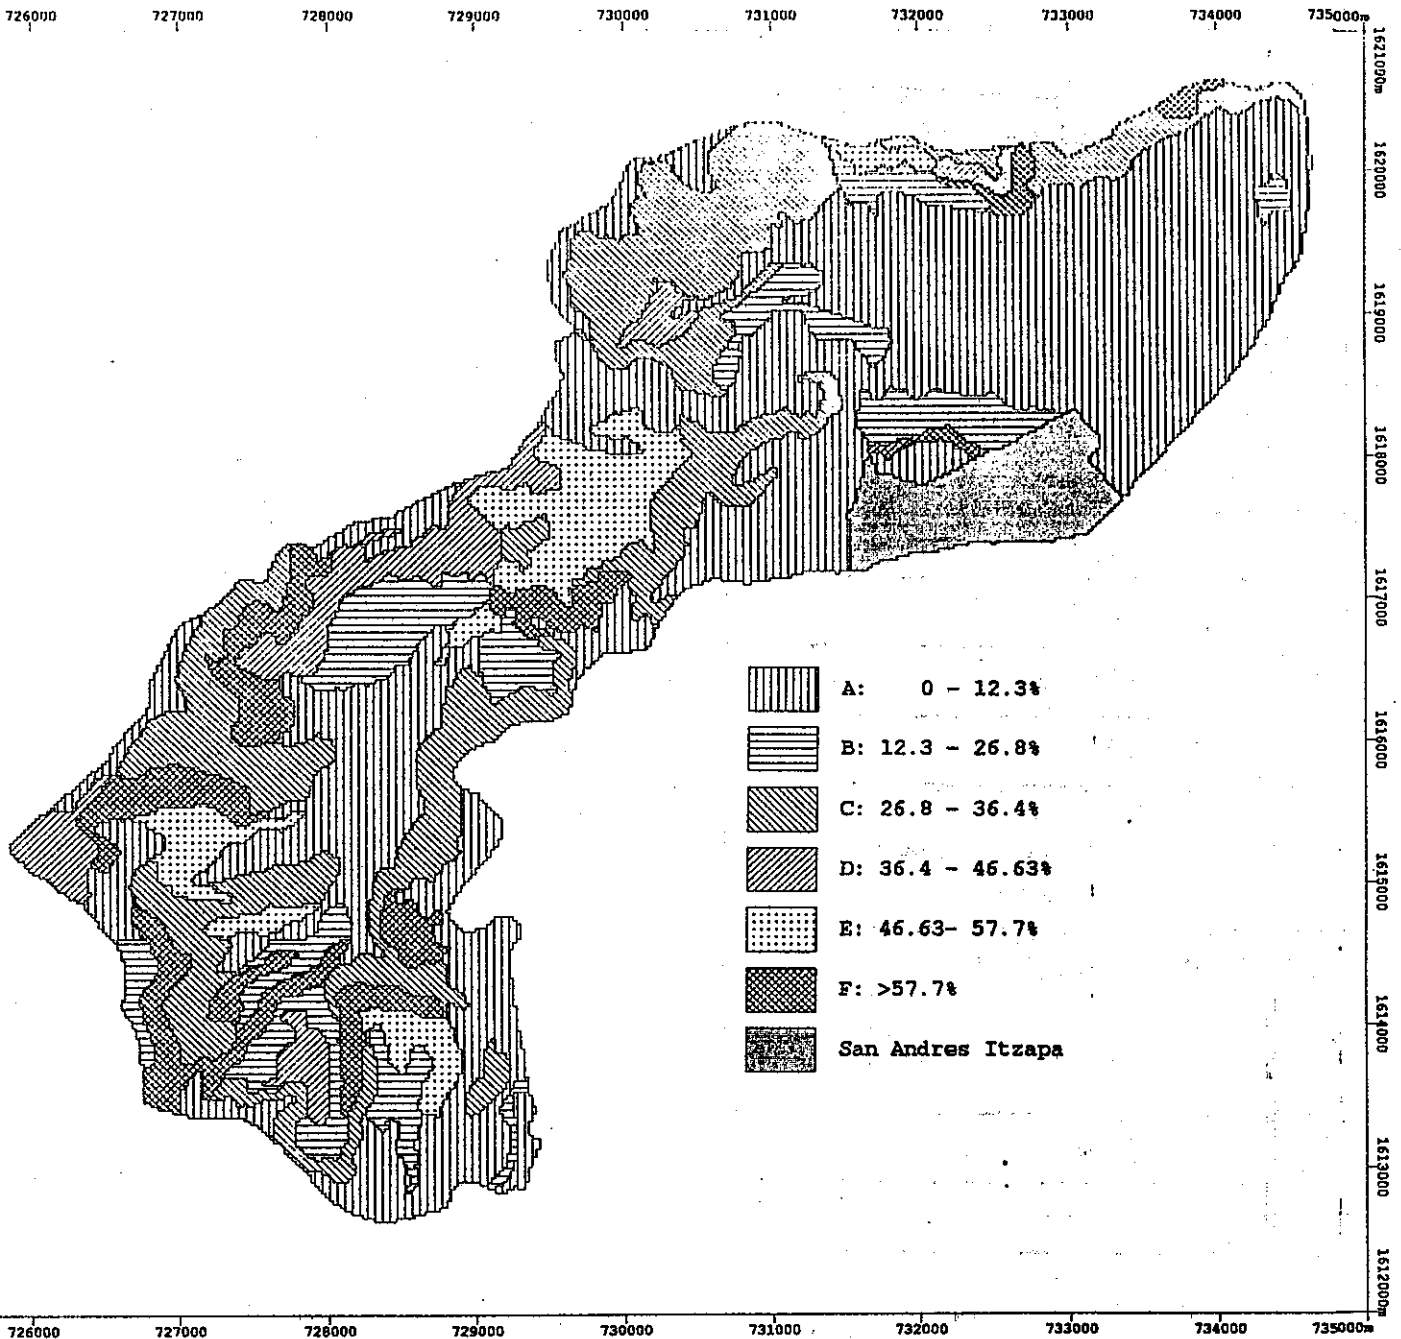 726000 727000 728000 729000 730000 731000 732000 733000 734000 735000m
1621000m
1620000
1619000
1618000
1617000
1616000
1615000
1614000
1613000
1612000m
A: 0 - 12.3%
B: 12.3 - 26.8%
C: 26.8 - 36.4%
D: 36.4 - 46.63%
E: 46.63- 57.7%
F: >57.7%
San Andres Itzapa
726000 727000 728000 729000 730000 731000 732000 733000 734000 735000m